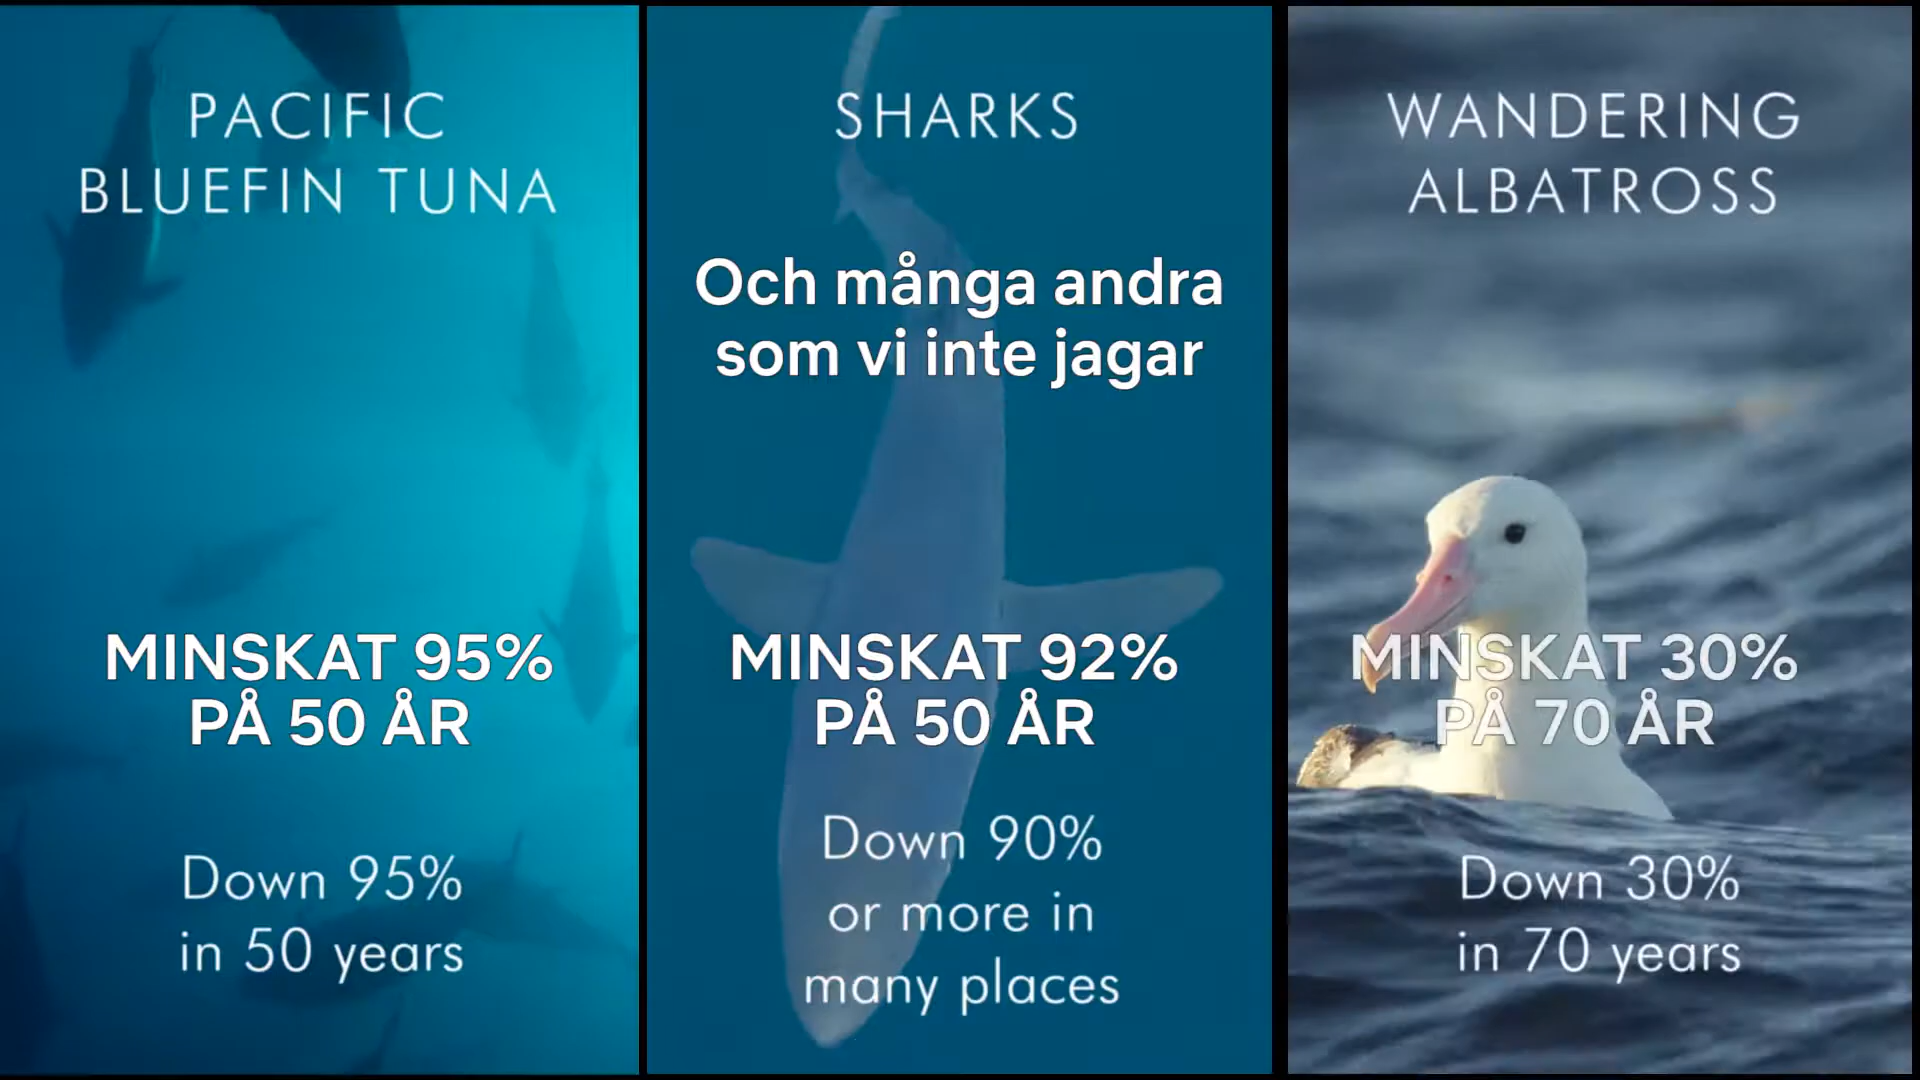 PACIFIC
BLUEFIN TUNA
MINSKAT 95%
PÅ 50 ÅR
Down 95%
in 50 years
SHARKS
Och många andra
som vi inte jagar
MINSKAT 92%
PÅ 50 ÅR
Down 90%
or more in
many places
WANDERING
ALBATROSS
MINSKAT 30%
PÅ 70 ÅR
Down 30%
in 70 years